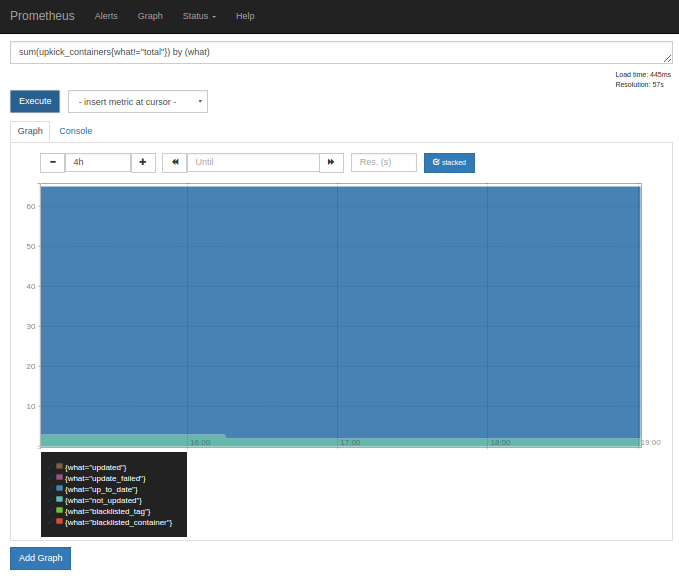 Prometheus Alerts Graph Status Help
sum(upkick_containers{what!="total"}) by (what)
Load time: 445ms
Resolution: 57s
Execute - insert metric at cursor -
Graph Console
4h Until Res. (s) stacked
60
50
40
30
20
10
16:00 17:00 18:00 19:00
{what="updated"}
{what="update_failed"}
{what="up_to_date"}
{what="not_updated"}
{what="blacklisted_tag"}
{what="blacklisted_container"}
Add Graph